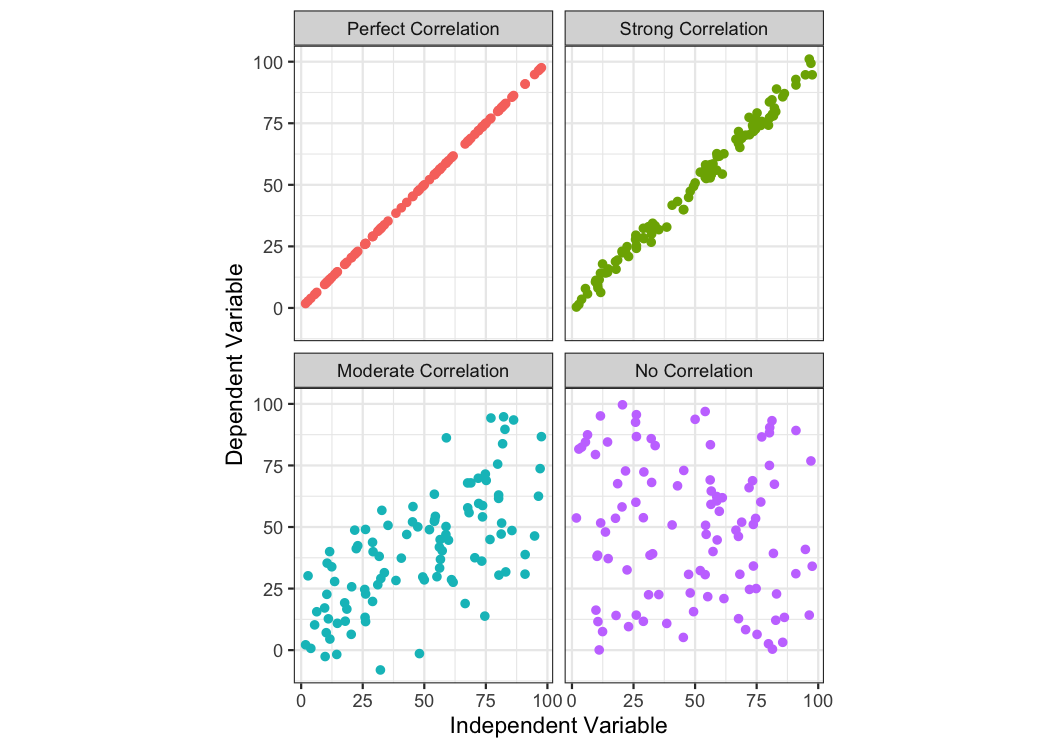 Perfect Correlation
Strong Correlation
100
75
50
25
0
Moderate Correlation
No Correlation
100
75
50
25
0
0 25 50 75 100 0 25 50 75 100
Dependent Variable
Independent Variable